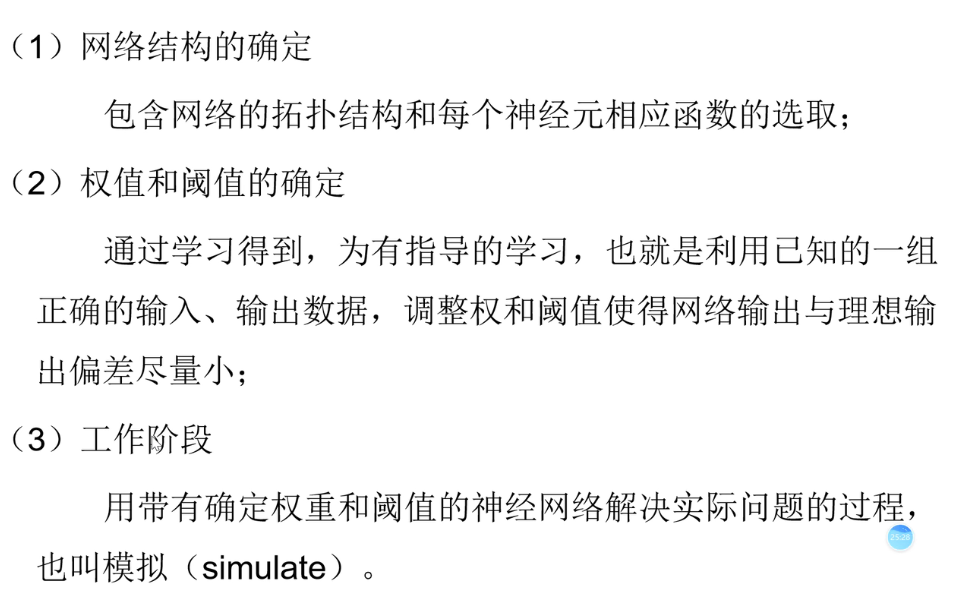 （1）网络结构的确定
包含网络的拓扑结构和每个神经元相应函数的选取；
（2）权值和阈值的确定
通过学习得到，为有指导的学习，也就是利用已知的一组
正确的输入、输出数据，调整权和阈值使得网络输出与理想输
出偏差尽量小；
（3）工作阶段
用带有确定权重和阈值的神经网络解决实际问题的过程，
也叫模拟（simulate）。
25:28